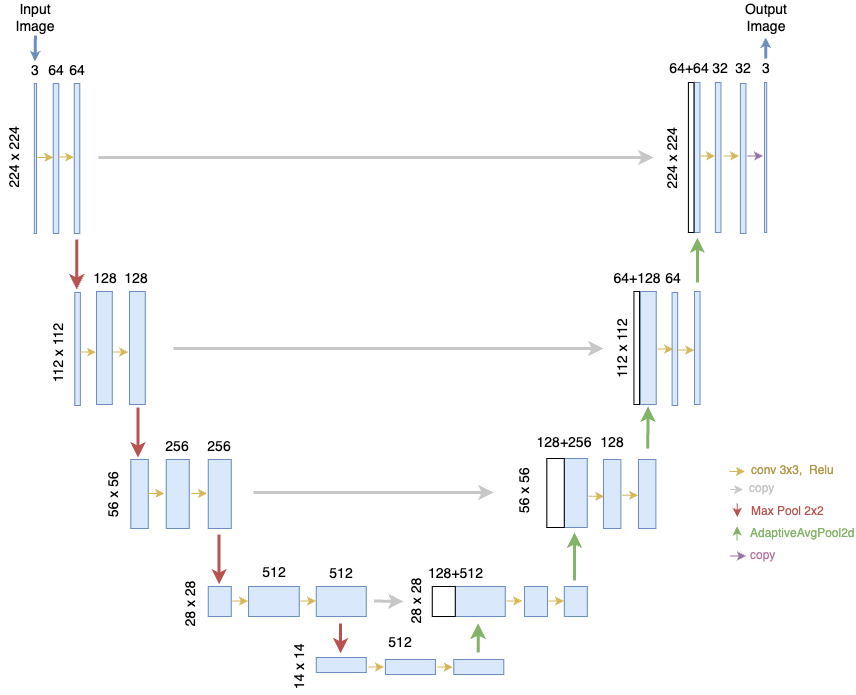 Input
Image
Output
Image
3 64 64
64+64 32 32 3
224 x 224
224 x 224
128 128
64+128 64
112 x 112
112 x 112
256 256
128+256 128
56 x 56
56 x 56
conv 3x3, Relu
copy
Max Pool 2x2
AdaptiveAvgPool2d
copy
512 512
128+512
28 x 28
28 x 28
512
14 x 14